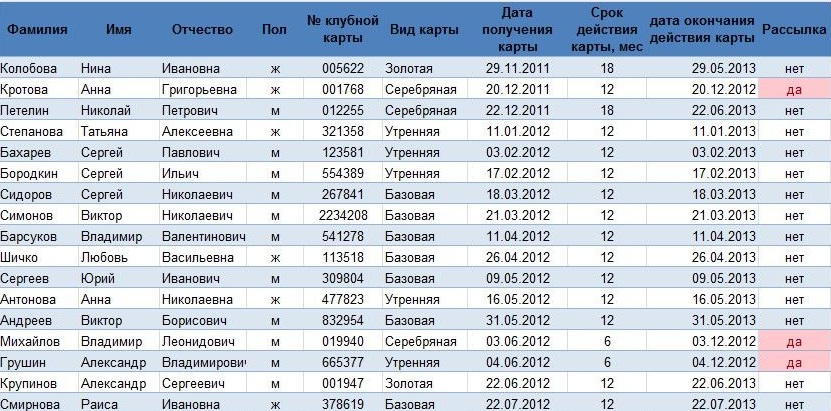 Фамилия Имя Отчество Пол № клубной карты Вид карты Дата получения карты Срок действия карты, мес дата окончания действия карты Рассылка
Колобова Нина Ивановна ж 005622 Золотая 29.11.2011 18 29.05.2013 нет
Кротова Анна Григорьевна ж 001768 Серебряная 20.12.2011 12 20.12.2012 да
Петелин Николай Петрович м 012255 Серебряная 22.12.2011 18 22.06.2013 нет
Степанова Татьяна Алексеевна ж 321358 Утренняя 11.01.2012 12 11.01.2013 нет
Бахарев Сергей Павлович м 123581 Утренняя 03.02.2012 12 03.02.2013 нет
Бородкин Сергей Ильич м 554389 Утренняя 17.02.2012 12 17.02.2013 нет
Сидоров Сергей Николаевич м 267841 Базовая 18.03.2012 12 18.03.2013 нет
Симонов Виктор Николаевич м 2234208 Базовая 21.03.2012 12 21.03.2013 нет
Барсуков Владимир Валентинович м 541278 Базовая 11.04.2012 12 11.04.2013 нет
Шичко Любовь Васильевна ж 113518 Базовая 26.04.2012 12 26.04.2013 нет
Сергеев Юрий Иванович м 309804 Базовая 09.05.2012 12 09.05.2013 нет
Антонова Анна Николаевна ж 477823 Утренняя 16.05.2012 12 16.05.2013 нет
Андреев Виктор Борисович м 832954 Базовая 31.05.2012 12 31.05.2013 нет
Михайлов Владимир Леонидович м 019940 Серебряная 03.06.2012 6 03.12.2012 да
Грушин Александр Владимирович м 665377 Утренняя 04.06.2012 6 04.12.2012 да
Крупинов Александр Сергеевич м 001947 Золотая 22.06.2012 12 22.06.2013 нет
Смирнова Раиса Ивановна ж 378619 Базовая 22.07.2012 12 22.07.2013 нет